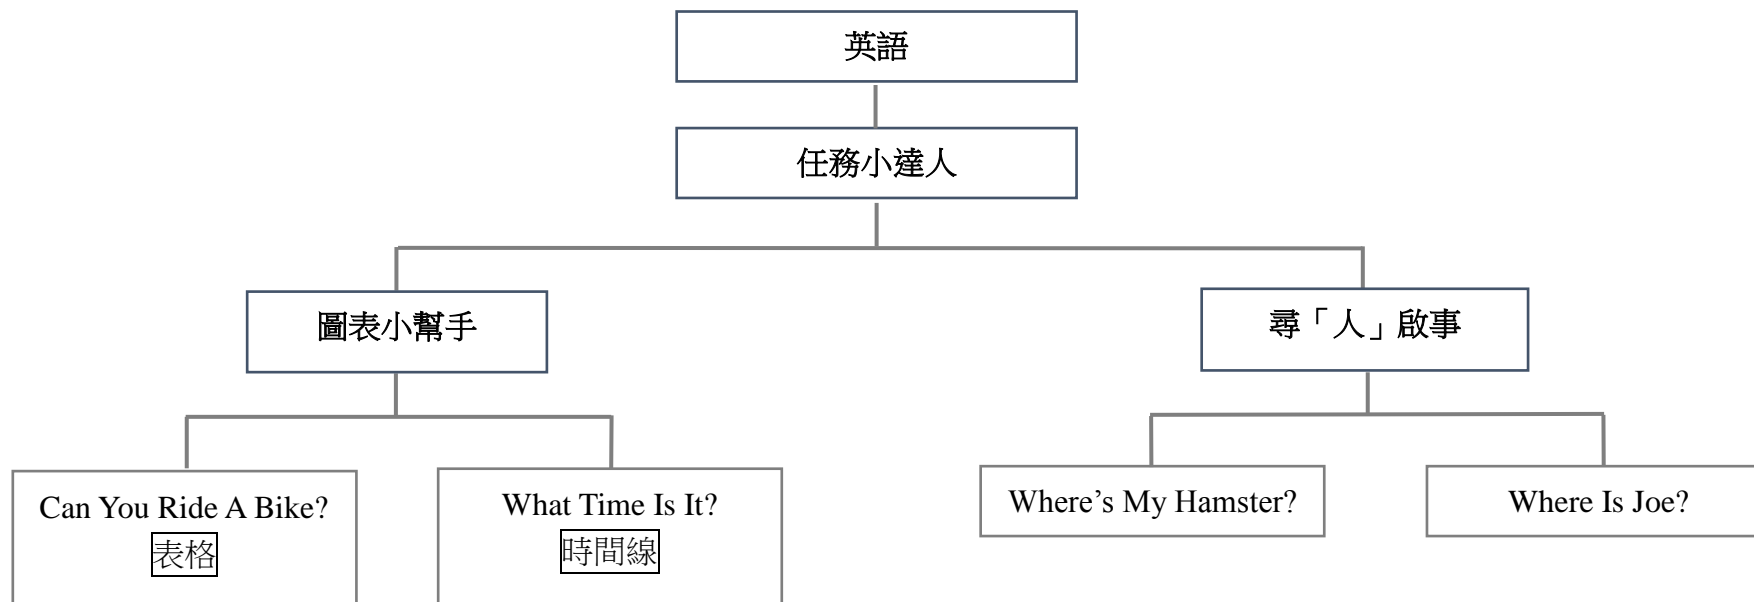 英語
任務小達人
圖表小幫手
尋「人」啟事
Can You Ride A Bike?
表格
What Time Is It?
時間線
Where's My Hamster?
Where Is Joe?